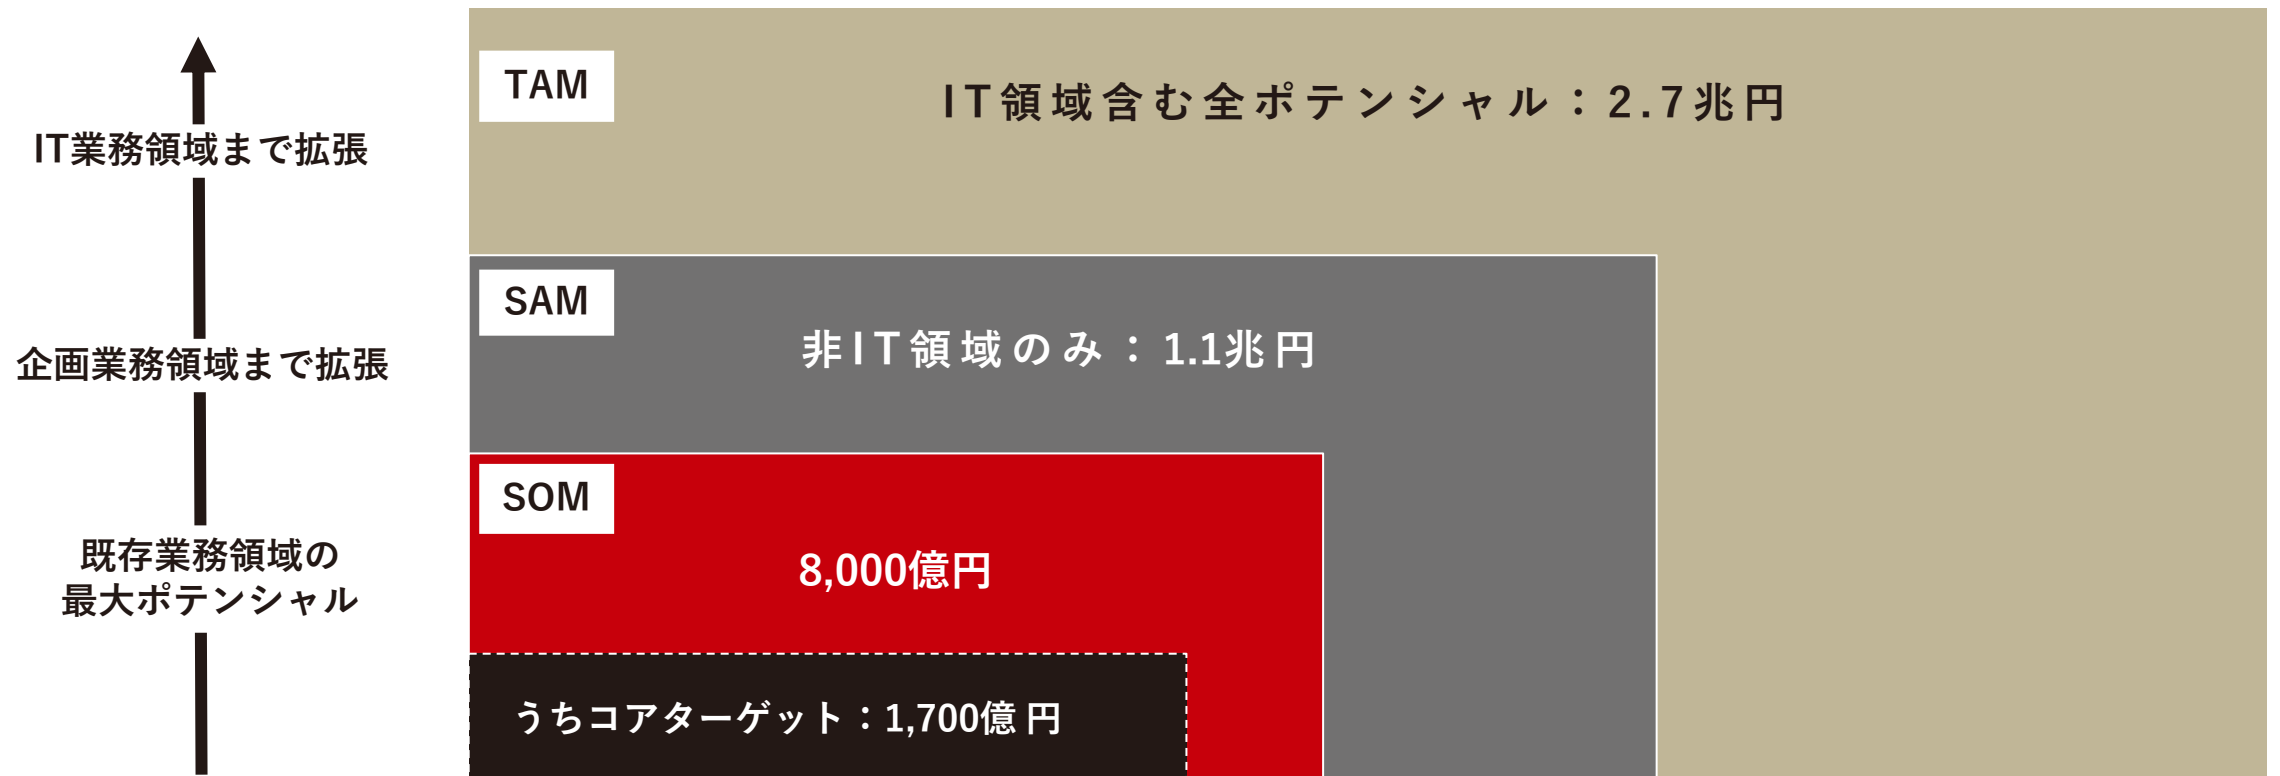 TAM
IT領域含む全ポテンシャル：2.7兆円
IT業務領域まで拡張
SAM
非IT領域のみ：1.1兆円
企画業務領域まで拡張
SOM
8,000億円
既存業務領域の
最大ポテンシャル
うちコアターゲット：1,700億円